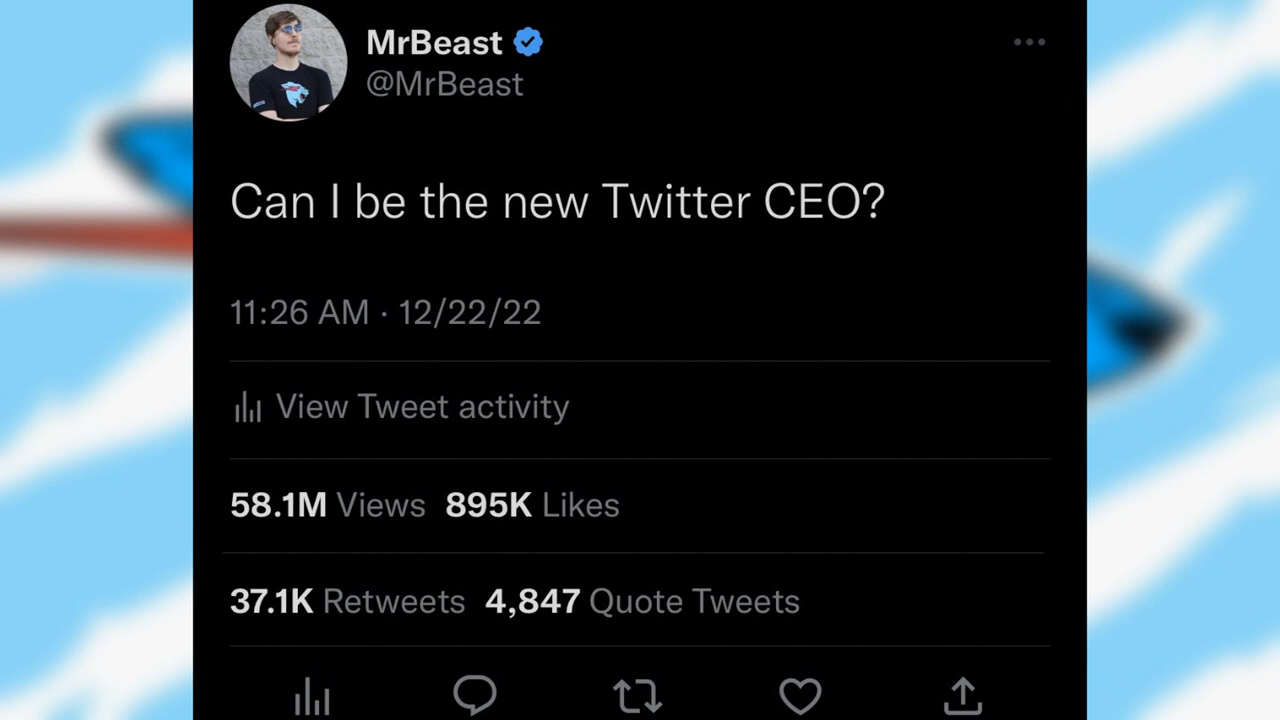 MrBeast
@MrBeast
Can I be the new Twitter CEO?
11:26 AM · 12/22/22
View Tweet activity
58.1M Views 895K Likes
37.1K Retweets 4,847 Quote Tweets